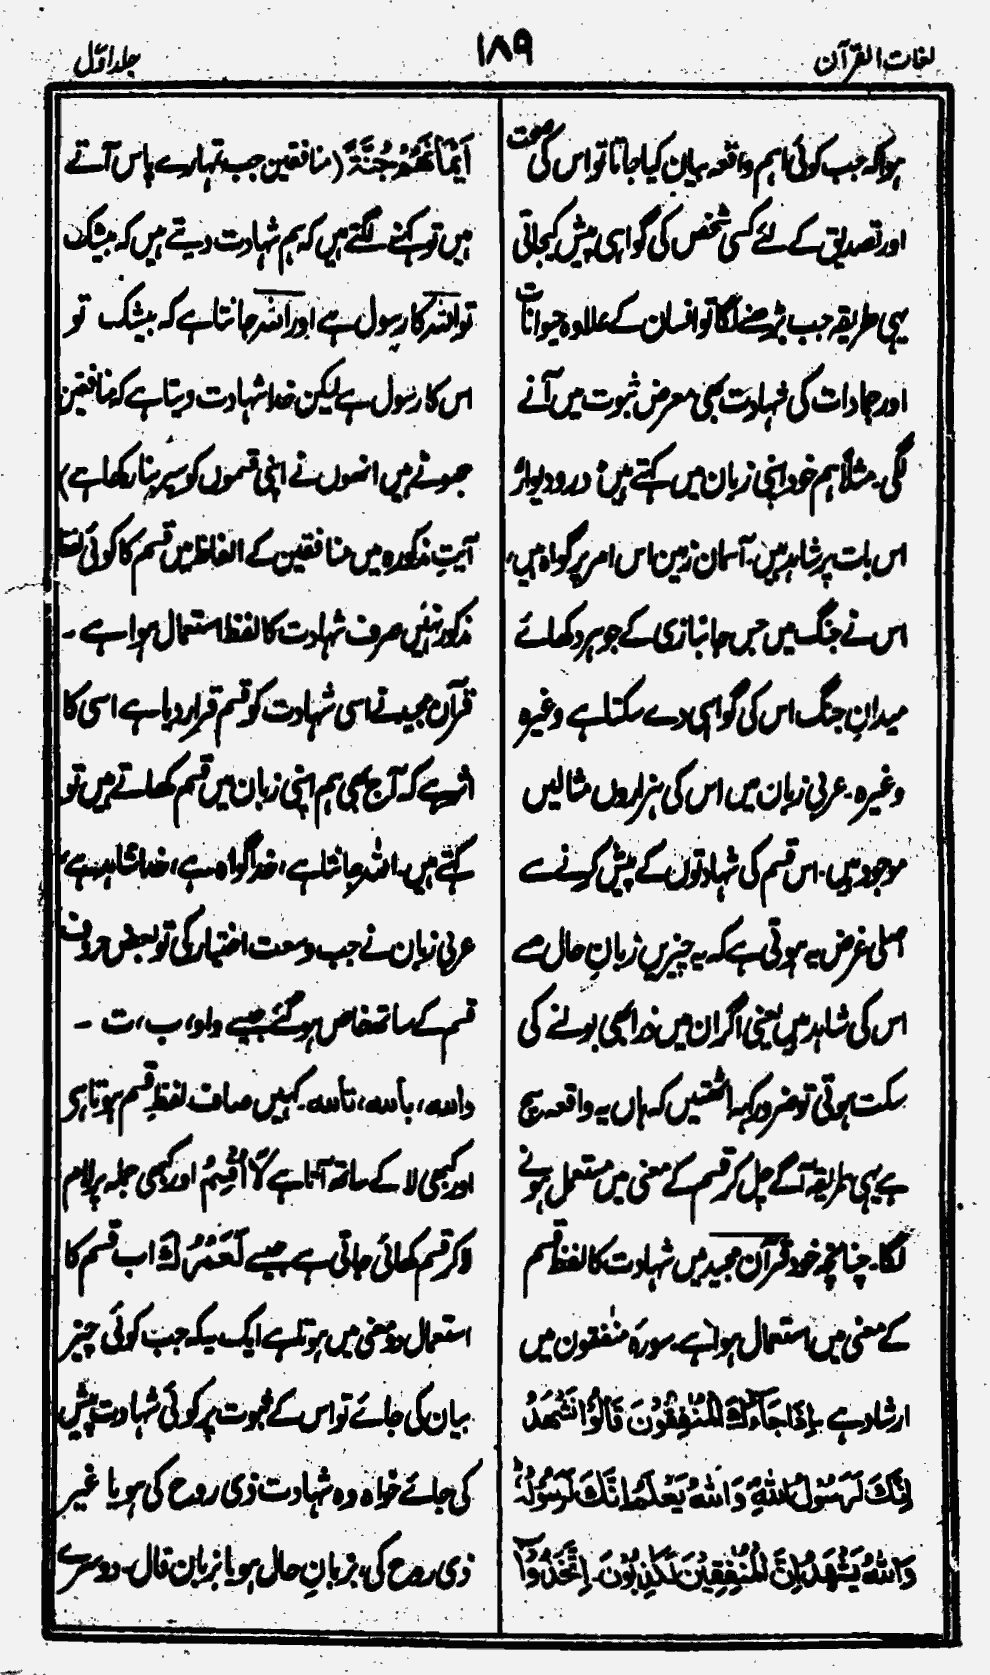 لغات القرآن
۱۸۹
جلد اوّل
ہوا کہ جب کوئی اہم واقعہ بیان کیا جاتا تو اس کی صحت
اور تصدیق کے لئے کسی شخص کی گواہی پیش کیجاتی
یہی طریقہ جب بڑھنے لگا تو انسان کے علاوہ حیوانات
اور جمادات کی شہادت بھی معرض ثبوت میں آنے
لگی۔ مثلاً ہم خود اپنی زبان میں کہتے ہیں "در و دیوار
اس بات پر شاہد ہیں۔ آسمان زمین اس امر پر گواہ ہیں،
اس نے جنگ میں جس جانبازی کے جوہر دکھائے
میدانِ جنگ اس کی گواہی دے سکتا ہے وغیرہ
وغیرہ۔ عربی زبان میں اس کی ہزاروں مثالیں
موجود ہیں۔ اس قسم کی شہادتوں کے پیش کرنے سے
اصلی غرض یہ ہوتی ہے کہ یہ چیزیں زبانِ حال سے
اس کی شاہد ہیں یعنی اگر ان میں ذرا بھی بولنے کی
سکت ہوتی تو ضرور کہہ اٹھتیں کہ ہاں یہ واقعہ سچ
ہے یہی طریقہ آگے چل کر قسم کے معنی میں مستعمل ہونے
لگا۔ چنانچہ خود قرآن مجید میں شہادت کا لفظ قسم
کے معنی میں استعمال ہوا ہے۔ سورہ منٰفقون میں
ارشاد ہے۔ اِذَا جَآءَكَ الْمُنٰفِقُوْنَ قَالُوْا نَشْهَدُ
اِنَّكَ لَرَسُوْلُ اللّٰهِ وَاللّٰهُ يَعْلَمُ اِنَّكَ لَرَسُوْلُهٗ
وَاللّٰهُ يَشْهَدُ اِنَّ الْمُنٰفِقِيْنَ لَكٰذِبُوْنَ۔ اِتَّخَذُوْٓا
اَيْمَانَهُمْ جُنَّةً (منافقین جب تمہارے پاس آتے
ہیں تو کہنے لگتے ہیں کہ ہم شہادت دیتے ہیں کہ بیشک
تو اللہ کا رسول ہے اور اللہ جانتا ہے کہ بیشک تو
اس کا رسول ہے لیکن خدا شہادت دیتا ہے کہ منافقین
جھوٹے ہیں انھوں نے اپنی قسموں کو سپر بنا رکھا ہے)
آیتِ مذکورہ میں منافقین کے الفاظ میں قسم کا کوئی لفظ
مذکور نہیں صرف شہادت کا لفظ استعمال ہوا ہے ۔
قرآن مجید نے اسی شہادت کو قسم قرار دیا ہے اسی کا
اثر ہے کہ آج بھی ہم اپنی زبان میں قسم کھاتے ہیں تو
کہتے ہیں۔ اللہ جانتا ہے، خدا گواہ ہے، خدا شاہد ہے،
عربی زبان نے جب وسعت اختیار کی تو بعض حروف
قسم کے ساتھ خاص ہو گئے جیسے واو، ب، ت ۔
واللہ، باللہ، تاللہ۔ کہیں صاف لفظِ قسم ہوتا ہی
اور کبھی لا کے ساتھ آتا ہے لَآ اُقْسِمُ اور کبھی جملہ پر لام
لا کر قسم کھائی جاتی ہے جیسے لَعَمْرُكَ اب قسم کا
استعمال دو معنی میں ہوتا ہے ایک یہ کہ جب کوئی چیز
بیان کی جائے تو اس کے ثبوت پر کوئی شہادت پیش
کی جائے خواہ وہ شہادت ذی روح کی ہو یا غیر
ذی روح کی، بزبانِ حال ہو یا بزبان قال۔ دوسرے